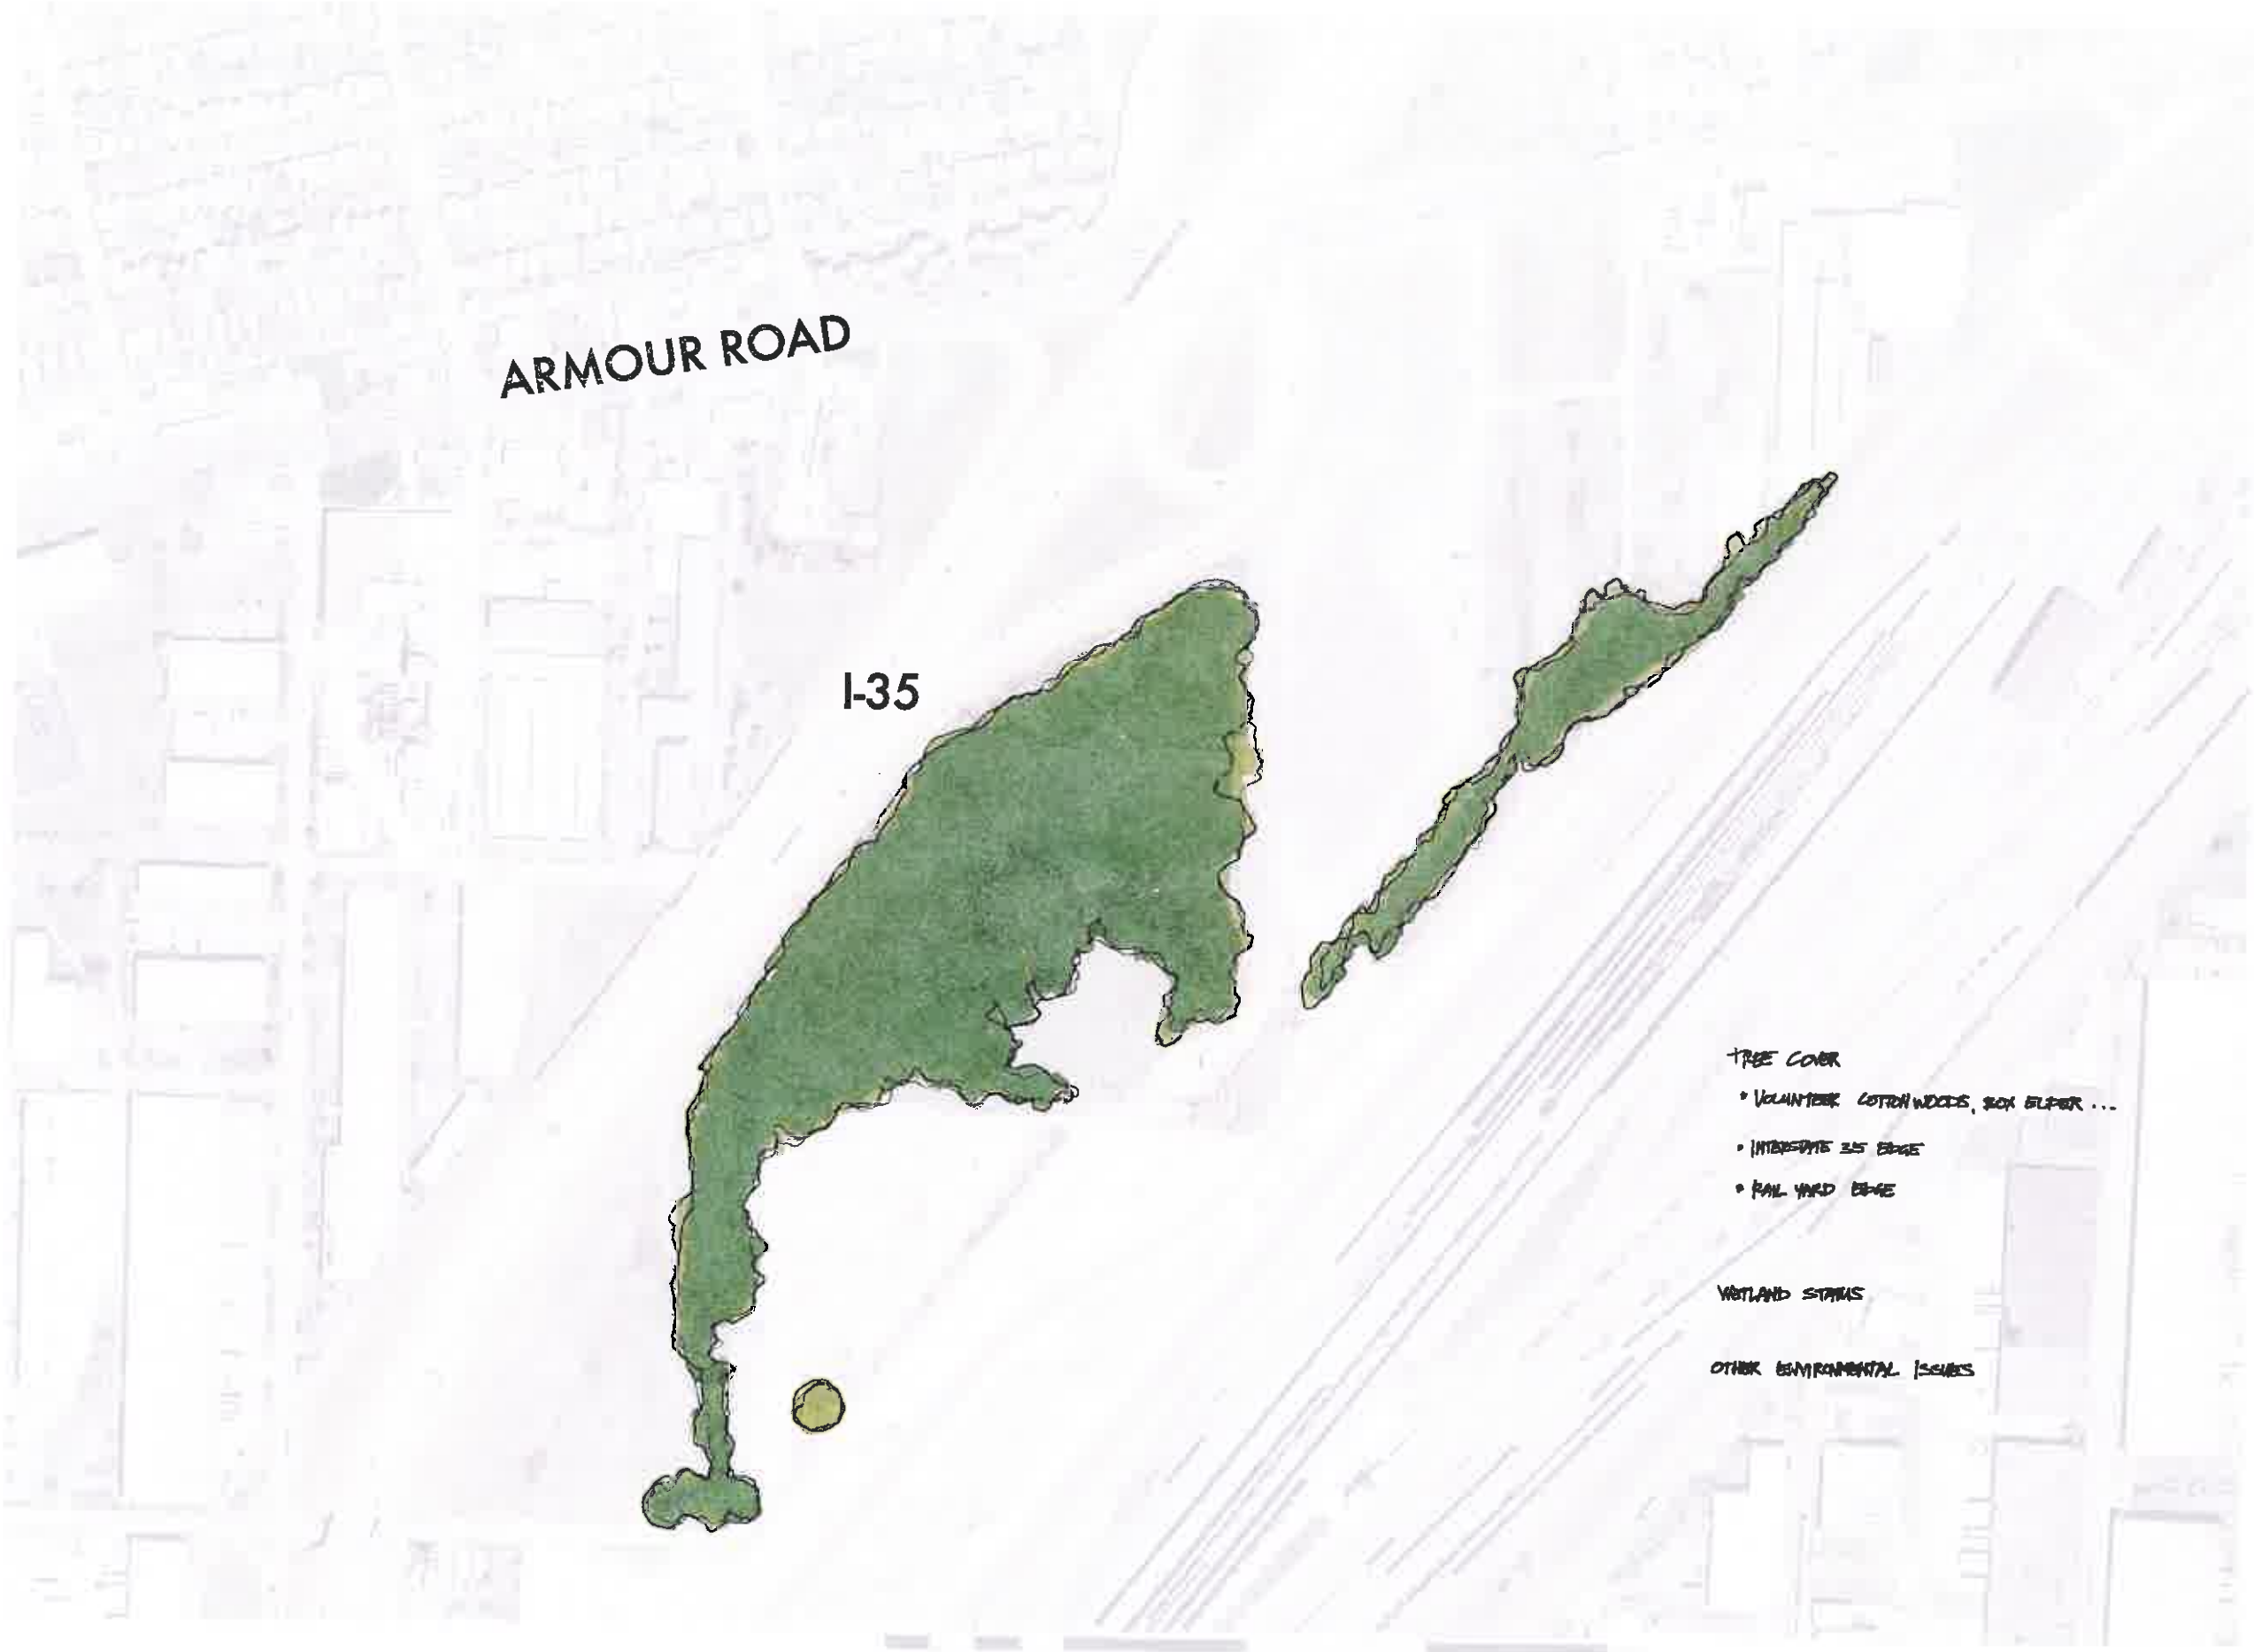 ARMOUR ROAD
I-35
TREE COVER
• VOLUNTEER COTTONWOODS, BOX ELDER ...
• INTERSTATE 35 EDGE
• RAIL YARD EDGE
WETLAND STATUS
OTHER ENVIRONMENTAL ISSUES